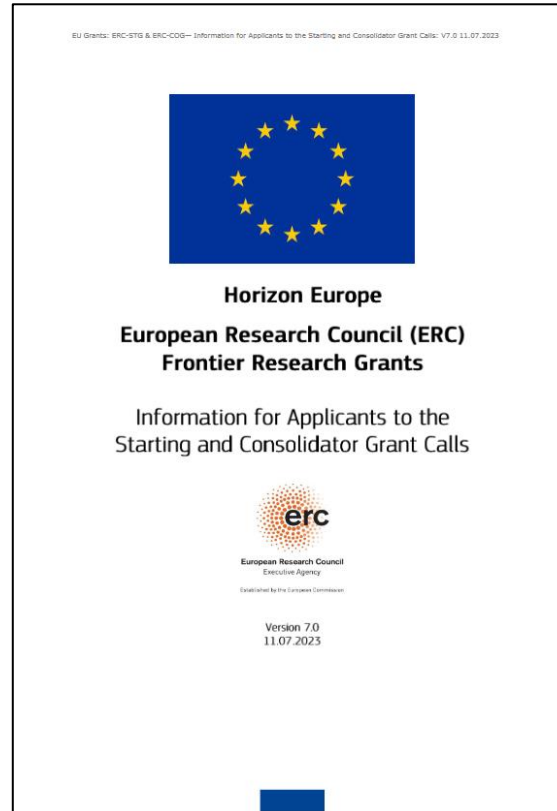 EU Grants: ERC-STG & ERC-COG— Information for Applicants to the Starting and Consolidator Grant Calls: V7.0 11.07.2023
Horizon Europe
European Research Council (ERC)
Frontier Research Grants
Information for Applicants to the
Starting and Consolidator Grant Calls
erc
European Research Council
Executive Agency
Established by the European Commission
Version 7.0
11.07.2023